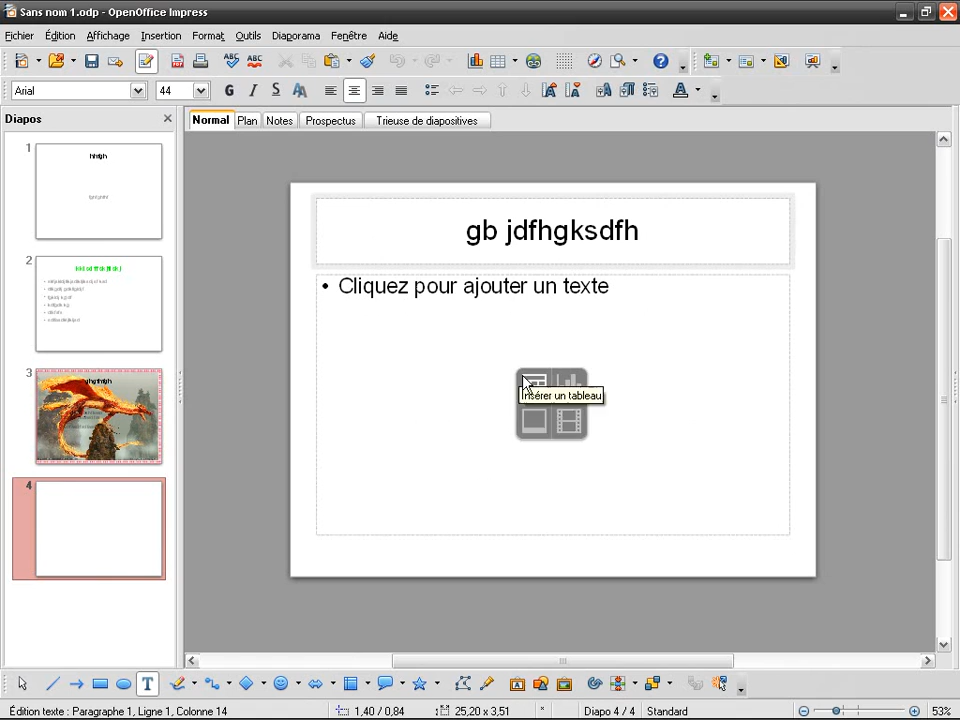 Sans nom 1.odp - OpenOffice Impress
Fichier Édition Affichage Insertion Format Outils Diaporama Fenêtre Aide
Arial 44 G I S
Diapos
Normal Plan Notes Prospectus Trieuse de diapositives
1
2
3
4
gb jdfhgksdfh
• Cliquez pour ajouter un texte
Insérer un tableau
Édition texte : Paragraphe 1, Ligne 1, Colonne 14 1,40 / 0,84 25,20 x 3,51 * Diapo 4 / 4 Standard 53%